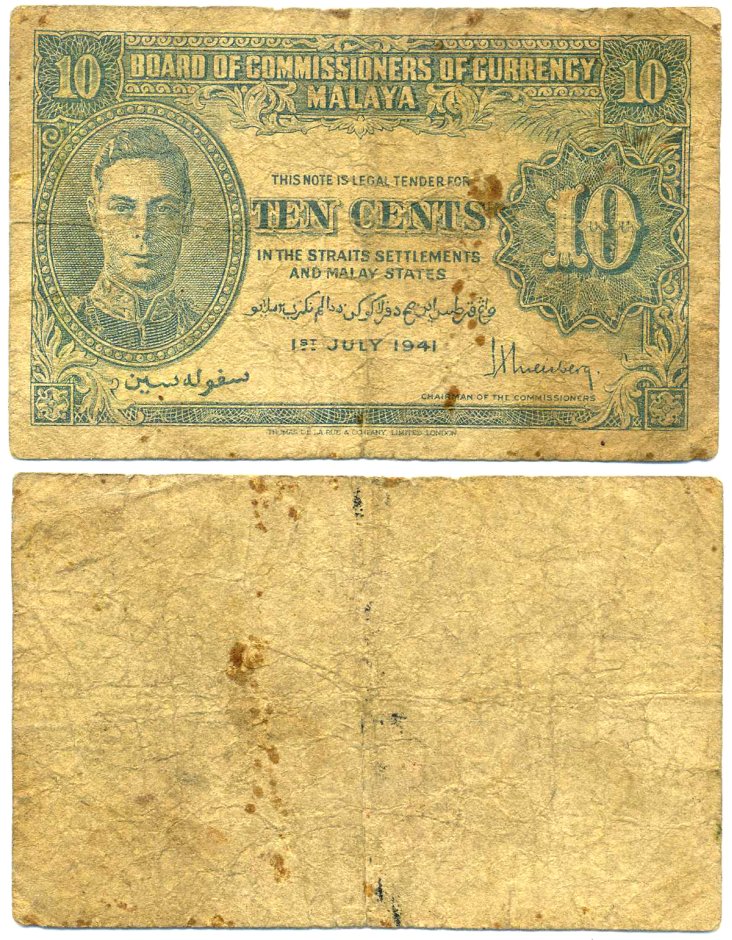 10 BOARD OF COMMISSIONERS OF CURRENCY 10
MALAYA
THIS NOTE IS LEGAL TENDER FOR
TEN CENTS
10
IN THE STRAITS SETTLEMENTS
AND MALAY STATES
1ST JULY 1941
سڤوله سين
CHAIRMAN OF THE COMMISSIONERS
THOMAS DE LA RUE & COMPANY, LIMITED, LONDON